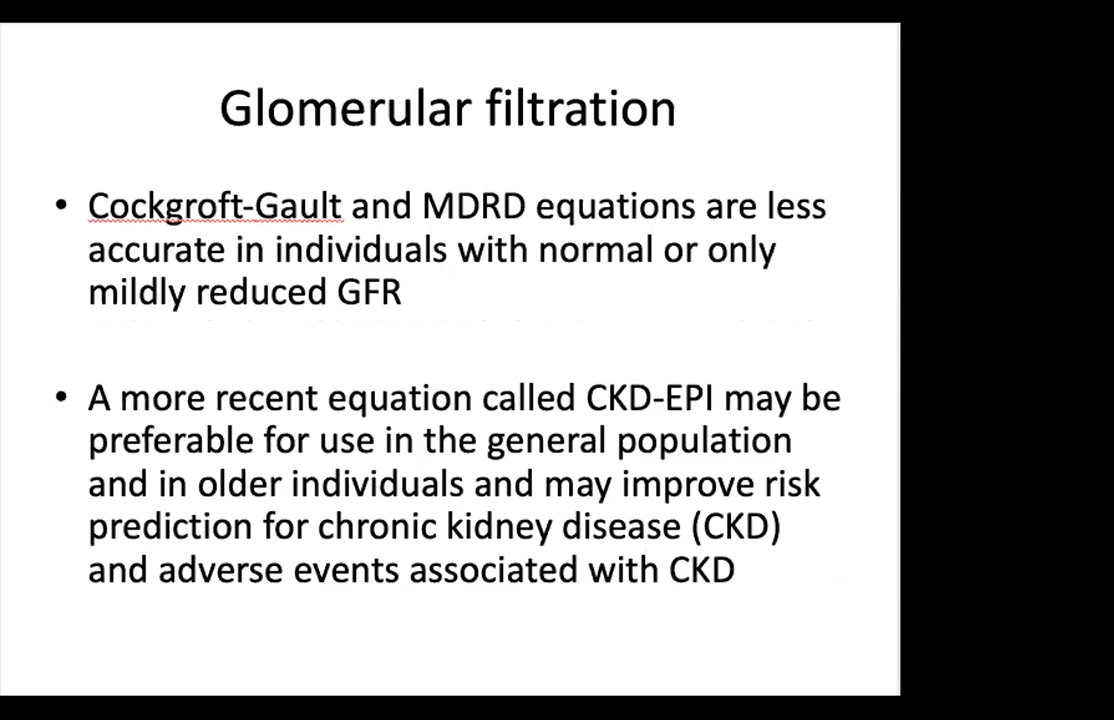 Glomerular filtration
• Cockgroft-Gault and MDRD equations are less
accurate in individuals with normal or only
mildly reduced GFR
• A more recent equation called CKD-EPI may be
preferable for use in the general population
and in older individuals and may improve risk
prediction for chronic kidney disease (CKD)
and adverse events associated with CKD